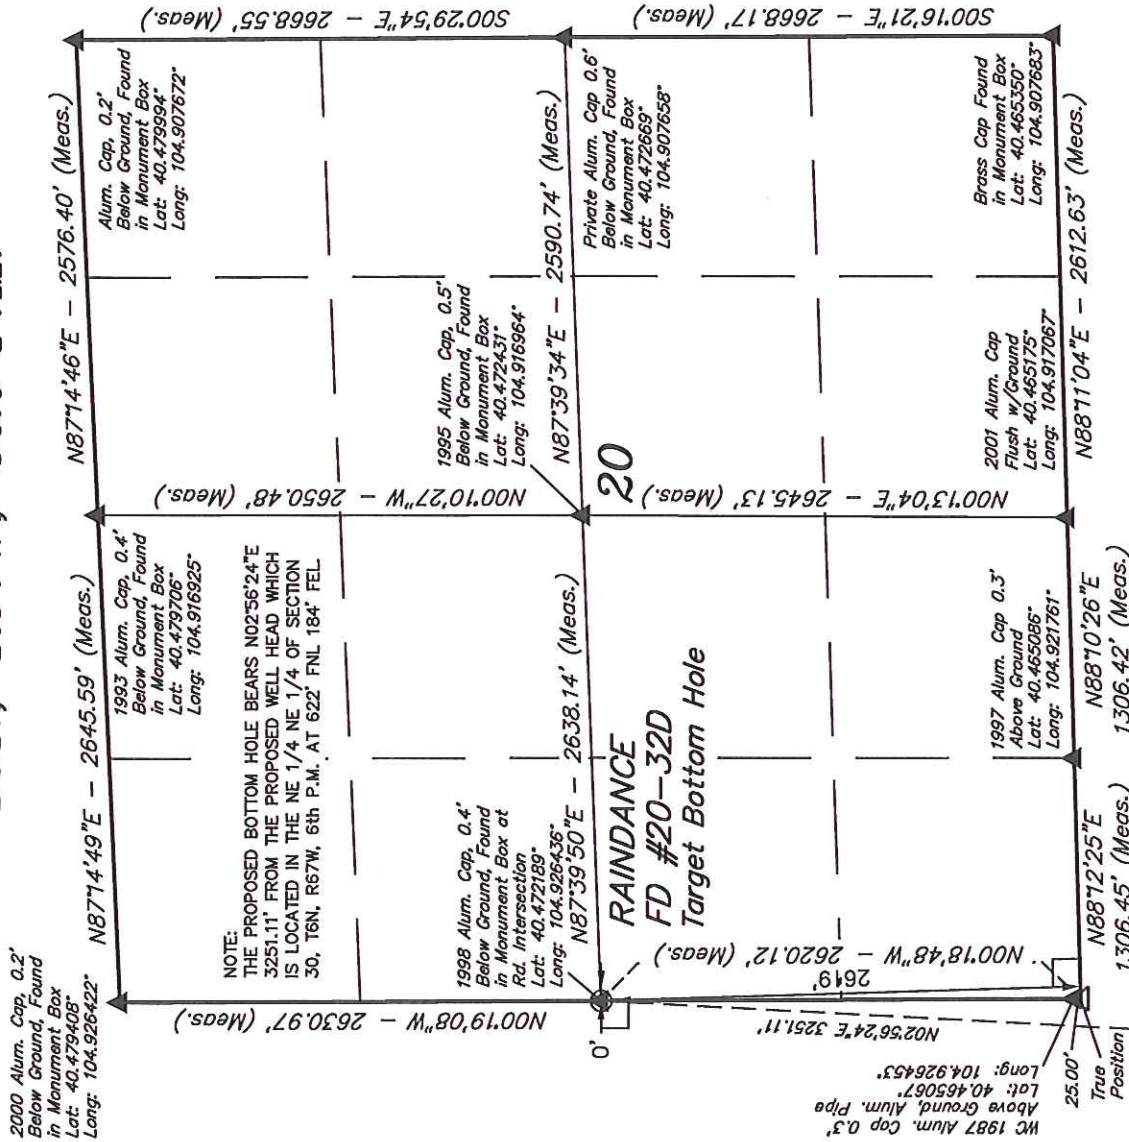 2000 Alum. Cap, 0.2'
Below Ground, Found
in Monument Box
Lat: 40.479408°
Long: 104.926422°
N87°14'49"E – 2645.59' (Meas.)
1993 Alum. Cap, 0.4'
Below Ground, Found
in Monument Box
Lat: 40.479706°
Long: 104.916925°
N87°14'46"E – 2576.40' (Meas.)
Alum. Cap, 0.2'
Below Ground, Found
in Monument Box
Lat: 40.479994°
Long: 104.907672°
S00°29'54"E – 2668.55' (Meas.)
NOTE:
THE PROPOSED BOTTOM HOLE BEARS N02°56'24"E
3251.11' FROM THE PROPOSED WELL HEAD WHICH
IS LOCATED IN THE NE 1/4 NE 1/4 OF SECTION
30, T6N, R67W, 6th P.M. AT 622' FNL 184' FEL.
N00°19'08"W – 2630.97' (Meas.)
N00°10'27"W – 2650.48' (Meas.)
1998 Alum. Cap, 0.4'
Below Ground, Found
in Monument Box at
Rd. Intersection
Lat: 40.472189°
Long: 104.926436°
N87°39'50"E – 2638.14' (Meas.)
1995 Alum. Cap, 0.5'
Below Ground, Found
in Monument Box
Lat: 40.472431°
Long: 104.916964°
N87°39'34"E – 2590.74' (Meas.)
Private Alum. Cap 0.6'
Below Ground, Found
in Monument Box
Lat: 40.472669°
Long: 104.907658°
S00°16'21"E – 2668.17' (Meas.)
0'
RAINDANCE
FD #20–32D
Target Bottom Hole
20
N00°13'04"E – 2645.13' (Meas.)
N00°18'48"W – 2620.12' (Meas.)
2619'
N02°56'24"E 3251.11'
WC 1987 Alum. Cap 0.3'
Above Ground, Alum. Pipe
Lat: 40.465067°
Long: 104.926453°
25.00'
True
Position
1997 Alum. Cap 0.3'
Above Ground
Lat: 40.465086°
Long: 104.921761°
2001 Alum. Cap
Flush w/Ground
Lat: 40.465175°
Long: 104.917067°
Brass Cap Found
in Monument Box
Lat: 40.465350°
Long: 104.907683°
N88°12'25"E
1306.45' (Meas.)
N88°10'26"E
1306.42' (Meas.)
N88°11'04"E – 2612.63' (Meas.)